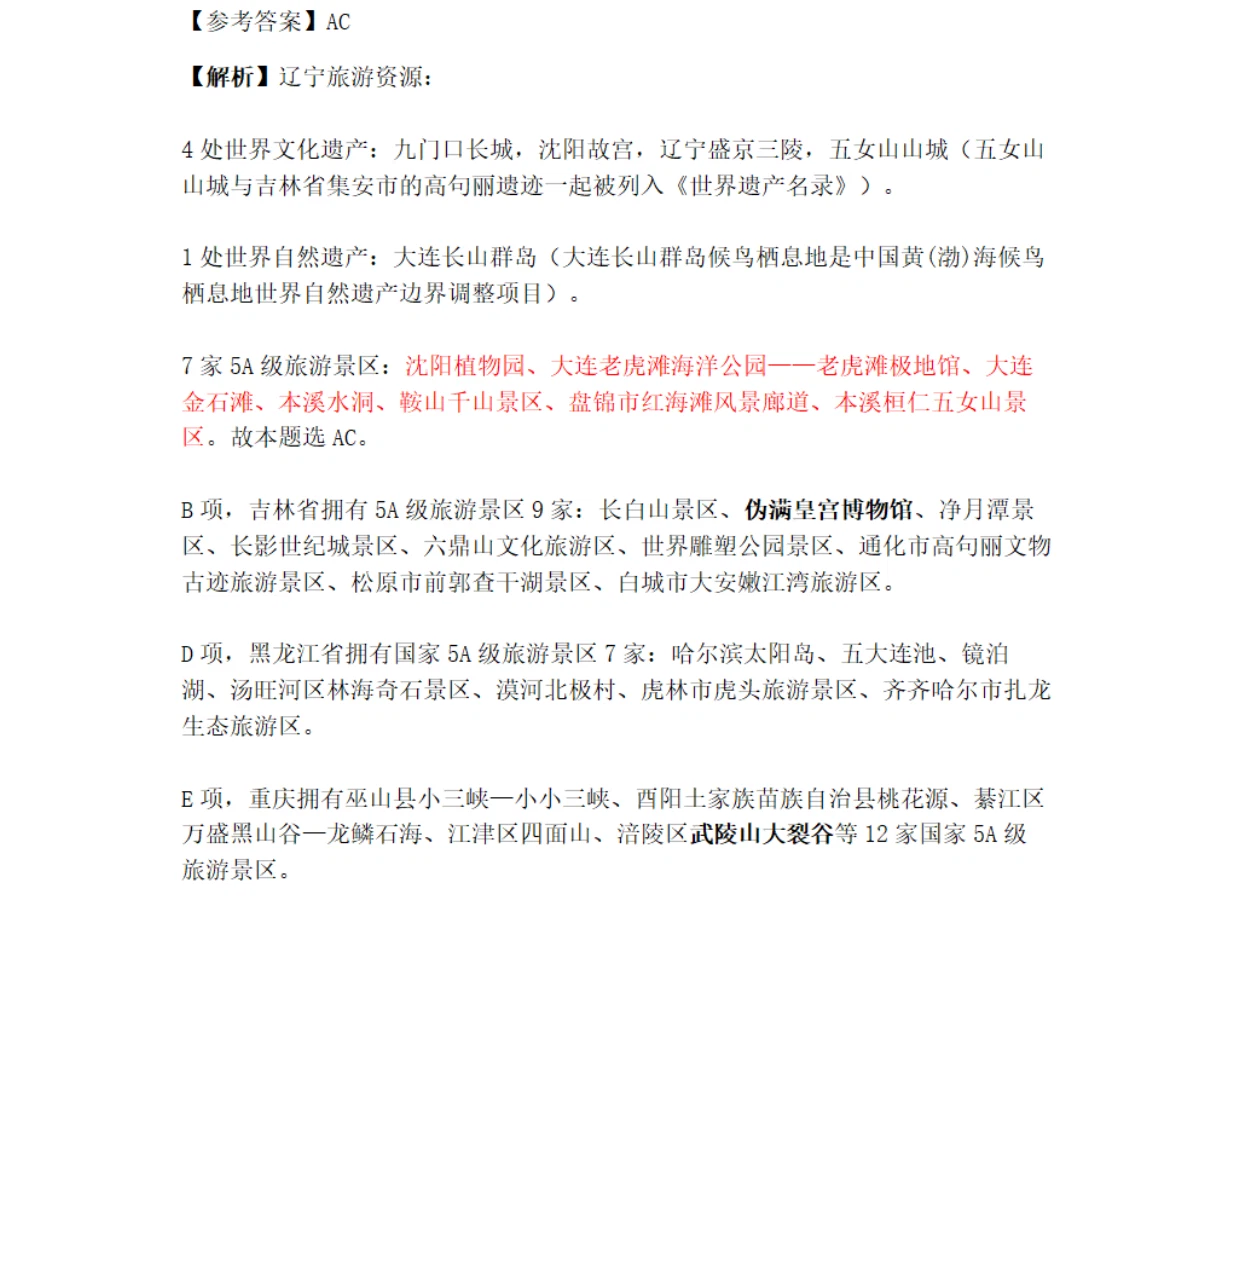 【参考答案】AC
【解析】辽宁旅游资源：
4 处世界文化遗产：九门口长城，沈阳故宫，辽宁盛京三陵，五女山山城（五女山
山城与吉林省集安市的高句丽遗迹一起被列入《世界遗产名录》）。
1 处世界自然遗产：大连长山群岛（大连长山群岛候鸟栖息地是中国黄(渤)海候鸟
栖息地世界自然遗产边界调整项目）。
7 家 5A 级旅游景区：沈阳植物园、大连老虎滩海洋公园——老虎滩极地馆、大连
金石滩、本溪水洞、鞍山千山景区、盘锦市红海滩风景廊道、本溪桓仁五女山景
区。故本题选 AC。
B 项，吉林省拥有 5A 级旅游景区 9 家：长白山景区、伪满皇宫博物馆、净月潭景
区、长影世纪城景区、六鼎山文化旅游区、世界雕塑公园景区、通化市高句丽文物
古迹旅游景区、松原市前郭查干湖景区、白城市大安嫩江湾旅游区。
D 项，黑龙江省拥有国家 5A 级旅游景区 7 家：哈尔滨太阳岛、五大连池、镜泊
湖、汤旺河区林海奇石景区、漠河北极村、虎林市虎头旅游景区、齐齐哈尔市扎龙
生态旅游区。
E 项，重庆拥有巫山县小三峡—小小三峡、酉阳土家族苗族自治县桃花源、綦江区
万盛黑山谷—龙鳞石海、江津区四面山、涪陵区武陵山大裂谷等 12 家国家 5A 级
旅游景区。